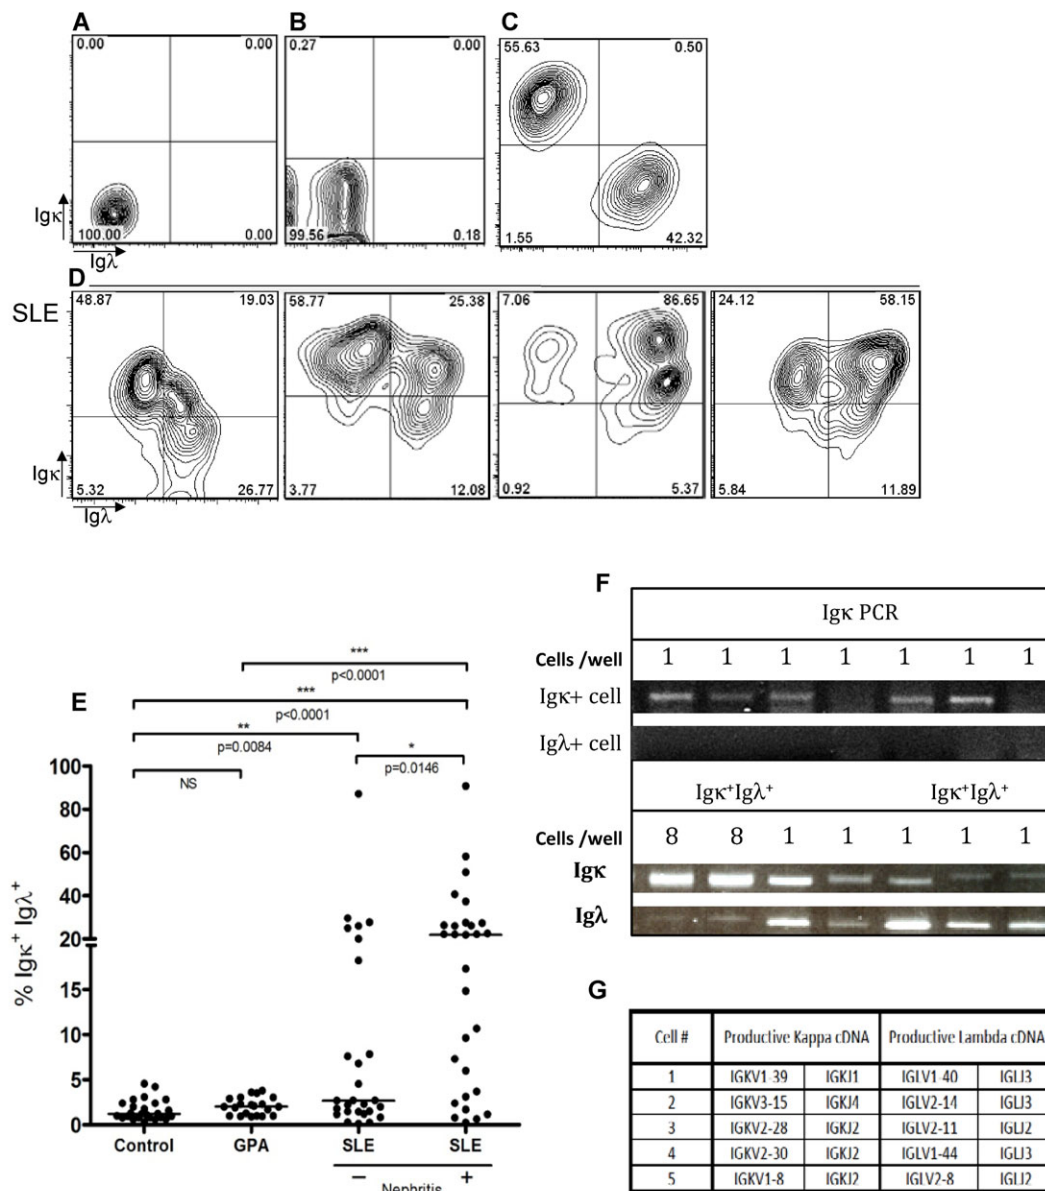 A B C
0.00 0.00 0.27 0.00 55.63 0.50
Igκ
100.00 0.00 99.56 0.18 1.55 42.32
Igλ
D
SLE
48.87 19.03 58.77 25.38 7.06 86.65 24.12 58.15
Igκ
5.32 26.77 3.77 12.08 0.92 5.37 5.84 11.89
Igλ
E
***
p<0.0001
***
p<0.0001
**
p=0.0084
*
p=0.0146
NS
% Igκ+ Igλ+
100
80
60
40
20
15
10
5
0
Control GPA SLE SLE
− +
Nephritis
F
Igκ PCR
Cells /well 1 1 1 1 1 1 1
Igκ+ cell
Igλ+ cell
Igκ⁺Igλ⁺ Igκ⁺Igλ⁺
Cells/well 8 8 1 1 1 1 1
Igκ
Igλ
G
Cell # Productive Kappa cDNA Productive Lambda cDNA
1 IGKV1-39 IGKJ1 IGLV1-40 IGLJ3
2 IGKV3-15 IGKJ4 IGLV2-14 IGLJ3
3 IGKV2-28 IGKJ2 IGLV2-11 IGLJ2
4 IGKV2-30 IGKJ2 IGLV1-44 IGLJ3
5 IGKV1-8 IGKJ2 IGLV2-8 IGLJ2